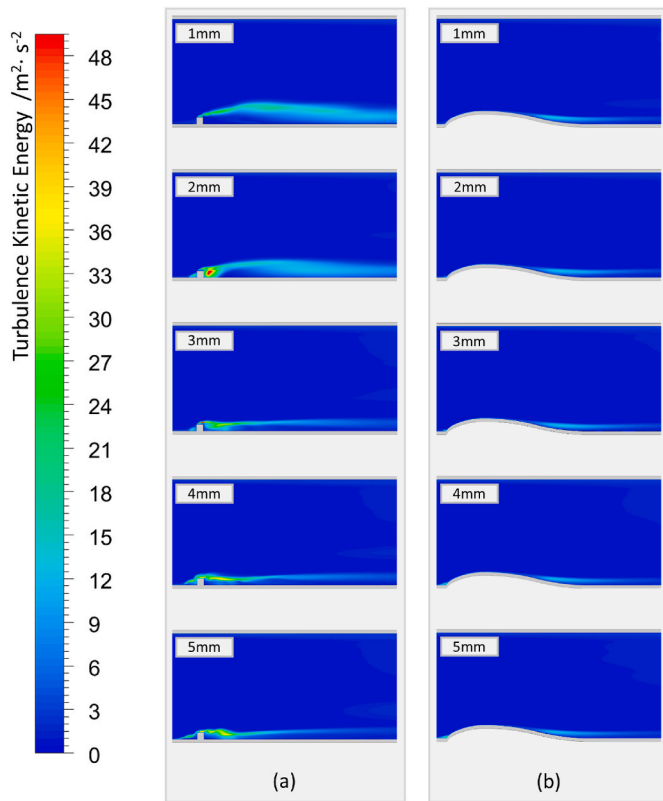 Turbulence Kinetic Energy /m²· s⁻²
48
45
42
39
36
33
30
27
24
21
18
15
12
9
6
3
0
1mm
2mm
3mm
4mm
5mm
(a)
1mm
2mm
3mm
4mm
5mm
(b)